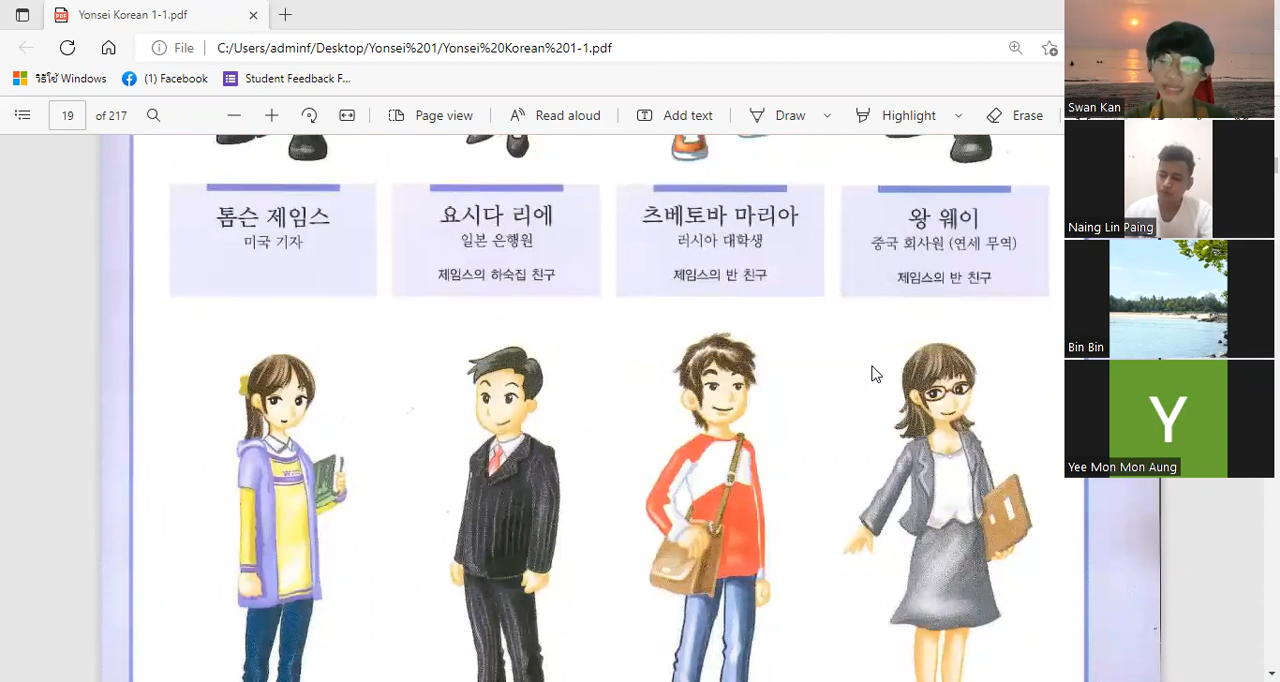 Yonsei Korean 1-1.pdf
File C:/Users/adminf/Desktop/Yonsei%201/Yonsei%20Korean%201-1.pdf
วิธีใช้ Windows (1) Facebook Student Feedback F...
19 of 217 Page view Read aloud Add text Draw Highlight Erase
톰슨 제임스
미국 기자
요시다 리에
일본 은행원
제임스의 하숙집 친구
츠베토바 마리아
러시아 대학생
제임스의 반 친구
왕 웨이
중국 회사원 (연세 무역)
제임스의 반 친구
Swan Kan
Naing Lin Paing
Bin Bin
Y
Yee Mon Mon Aung